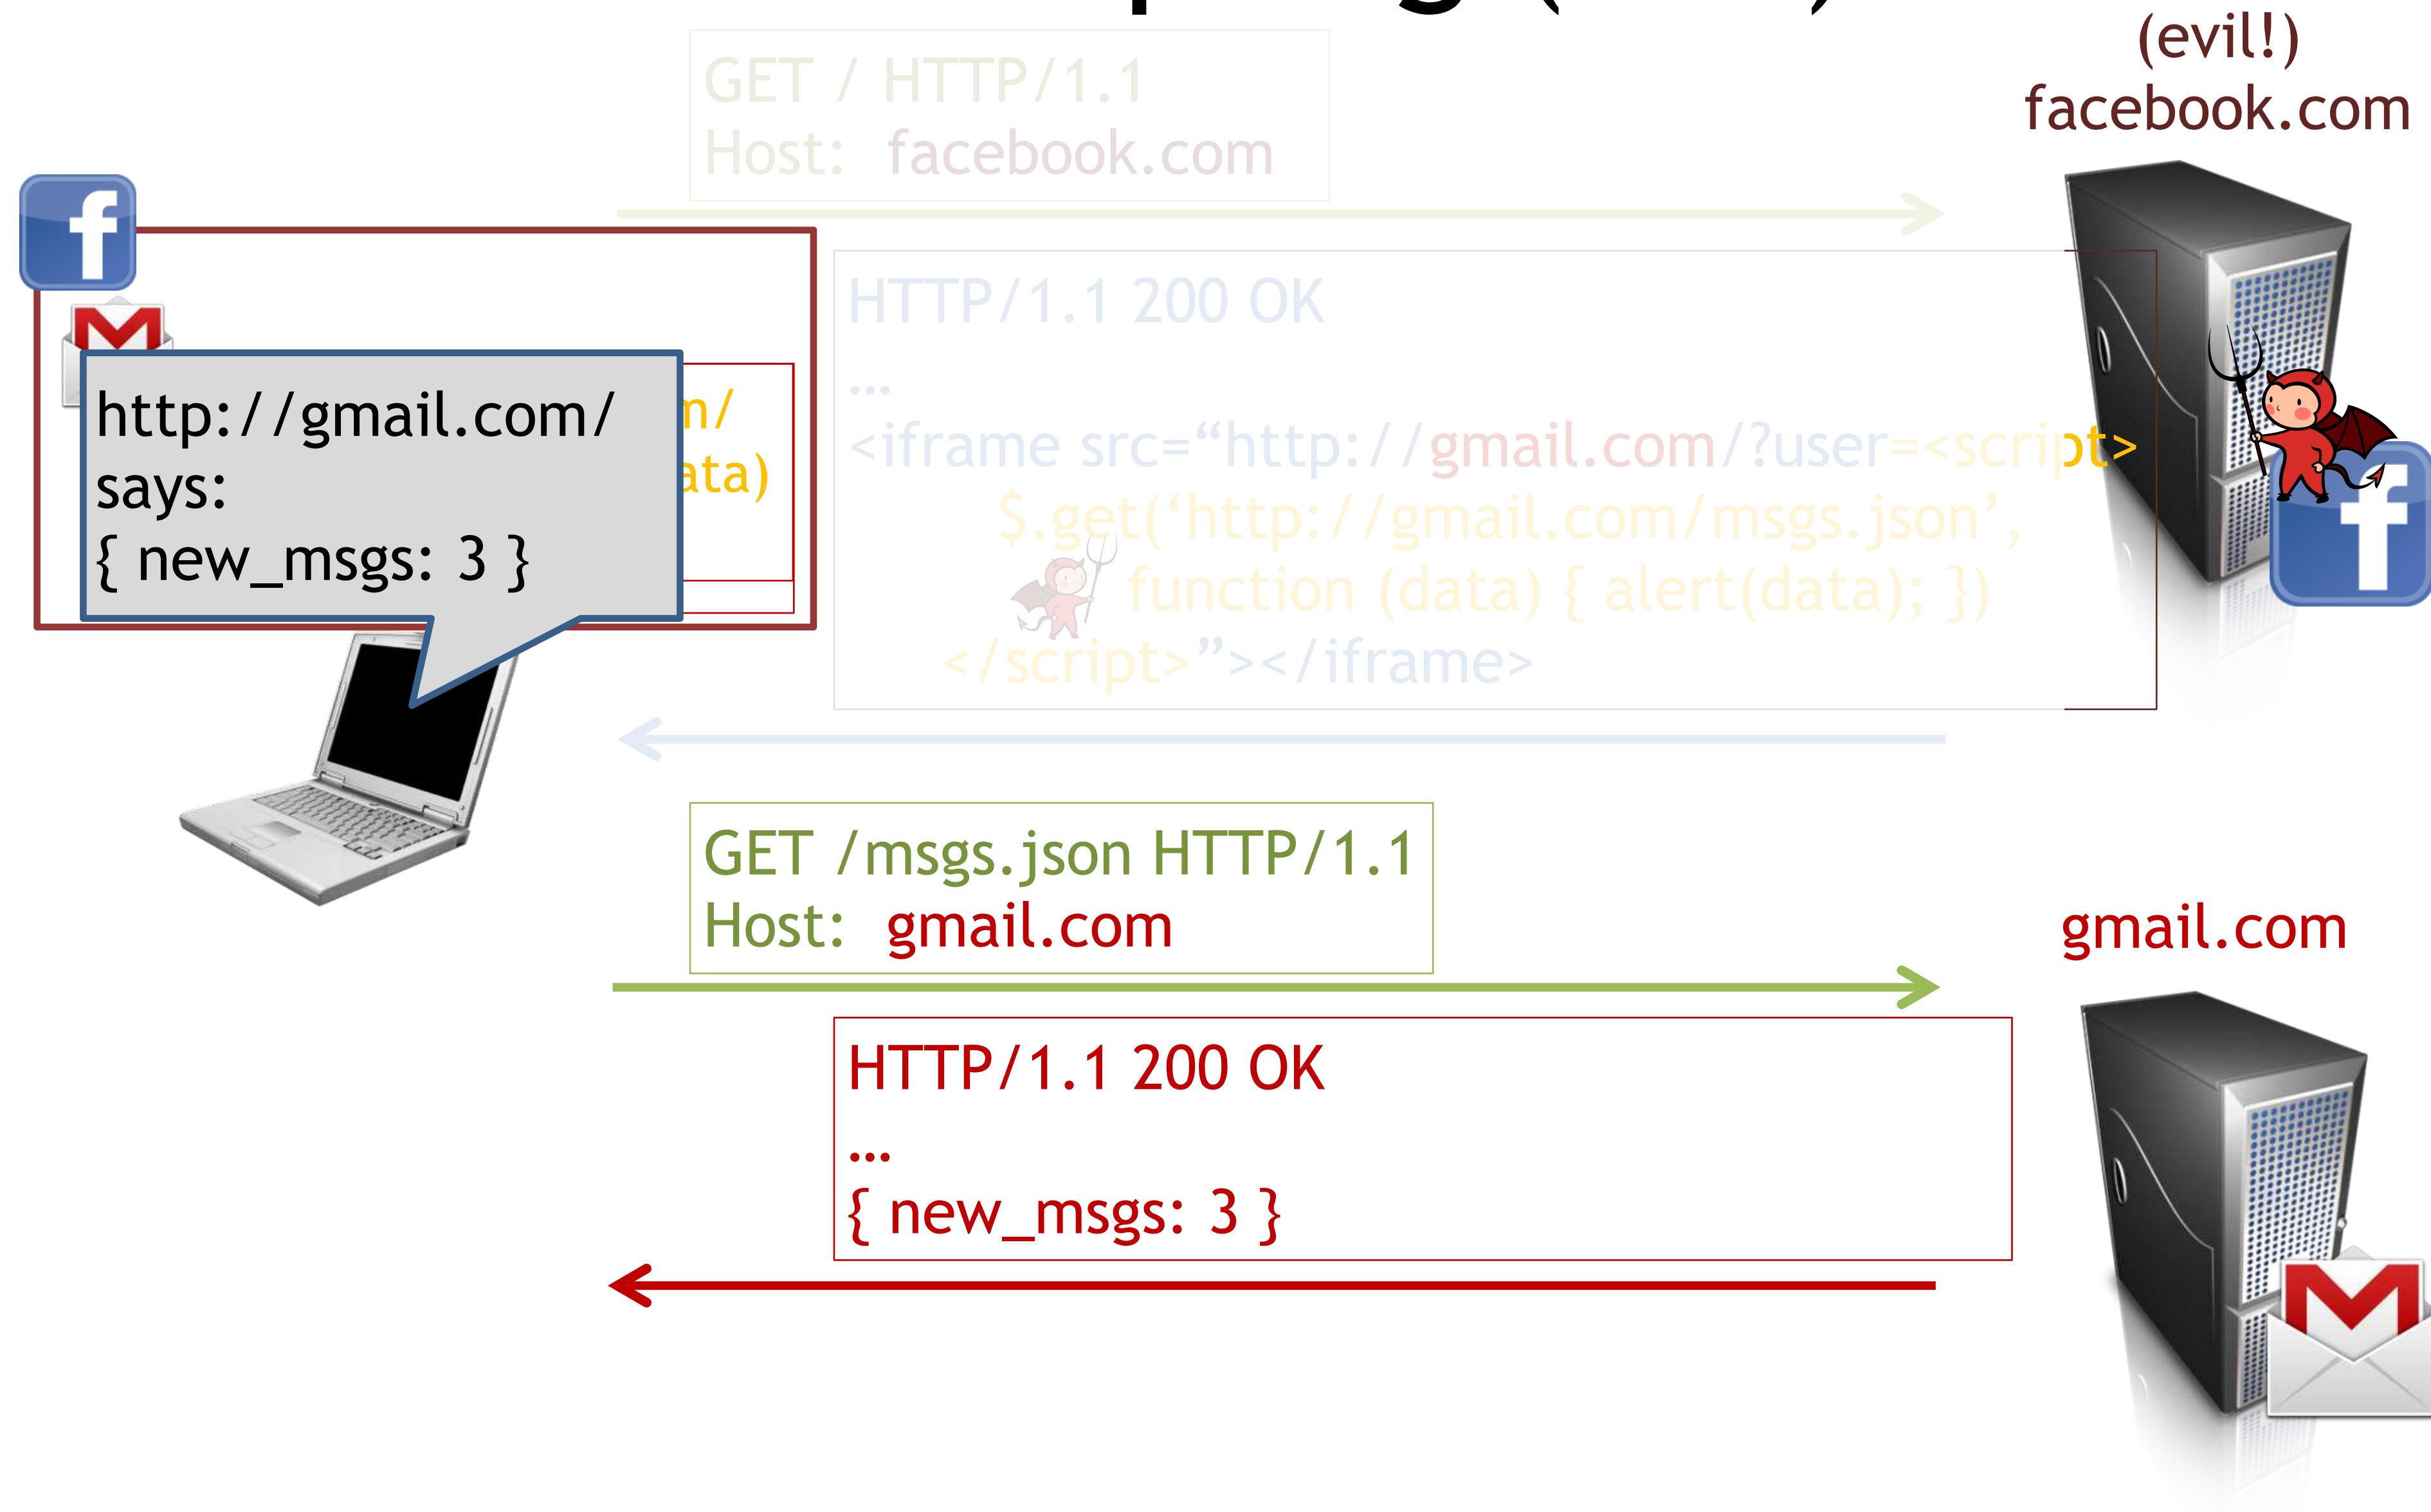 (evil!)
facebook.com
GET / HTTP/1.1
Host: facebook.com
HTTP/1.1 200 OK
…
<iframe src=“http://gmail.com/?user=<script>
$.get(‘http://gmail.com/msgs.json’,
function (data) { alert(data); })
</script>”></iframe>
http://gmail.com/
says:
{ new_msgs: 3 }
GET /msgs.json HTTP/1.1
Host: gmail.com
gmail.com
HTTP/1.1 200 OK
…
{ new_msgs: 3 }